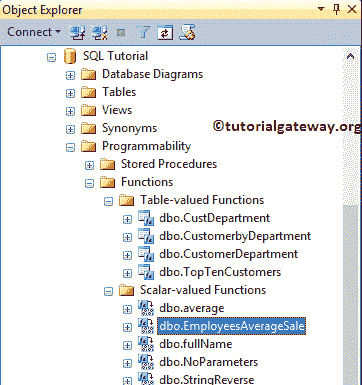 Object Explorer
Connect
SQL Tutorial
Database Diagrams
Tables
Views
Synonyms
©tutorialgateway.org
Programmability
Stored Procedures
Functions
Table-valued Functions
dbo.CustDepartment
dbo.CustomerbyDepartment
dbo.CustomerDepartment
dbo.TopTenCustomers
Scalar-valued Functions
dbo.average
dbo.EmployeesAverageSale
dbo.fullName
dbo.NoParameters
dbo.StringReverse